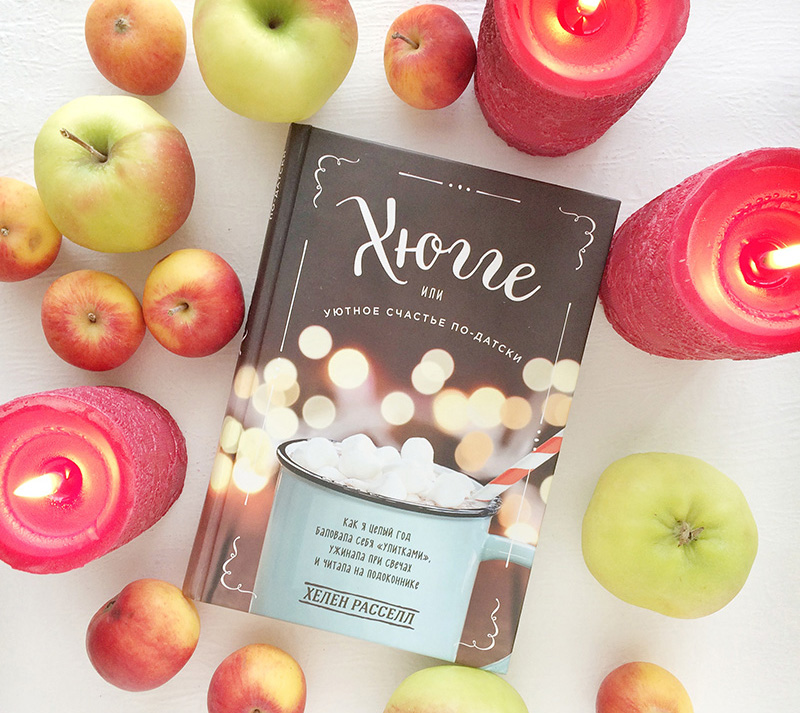 Хюгге
или
уютное счастье по-датски
как я целый год
баловала себя «улитками»,
ужинала при свечах
и читала на подоконнике
Хелен Расселл